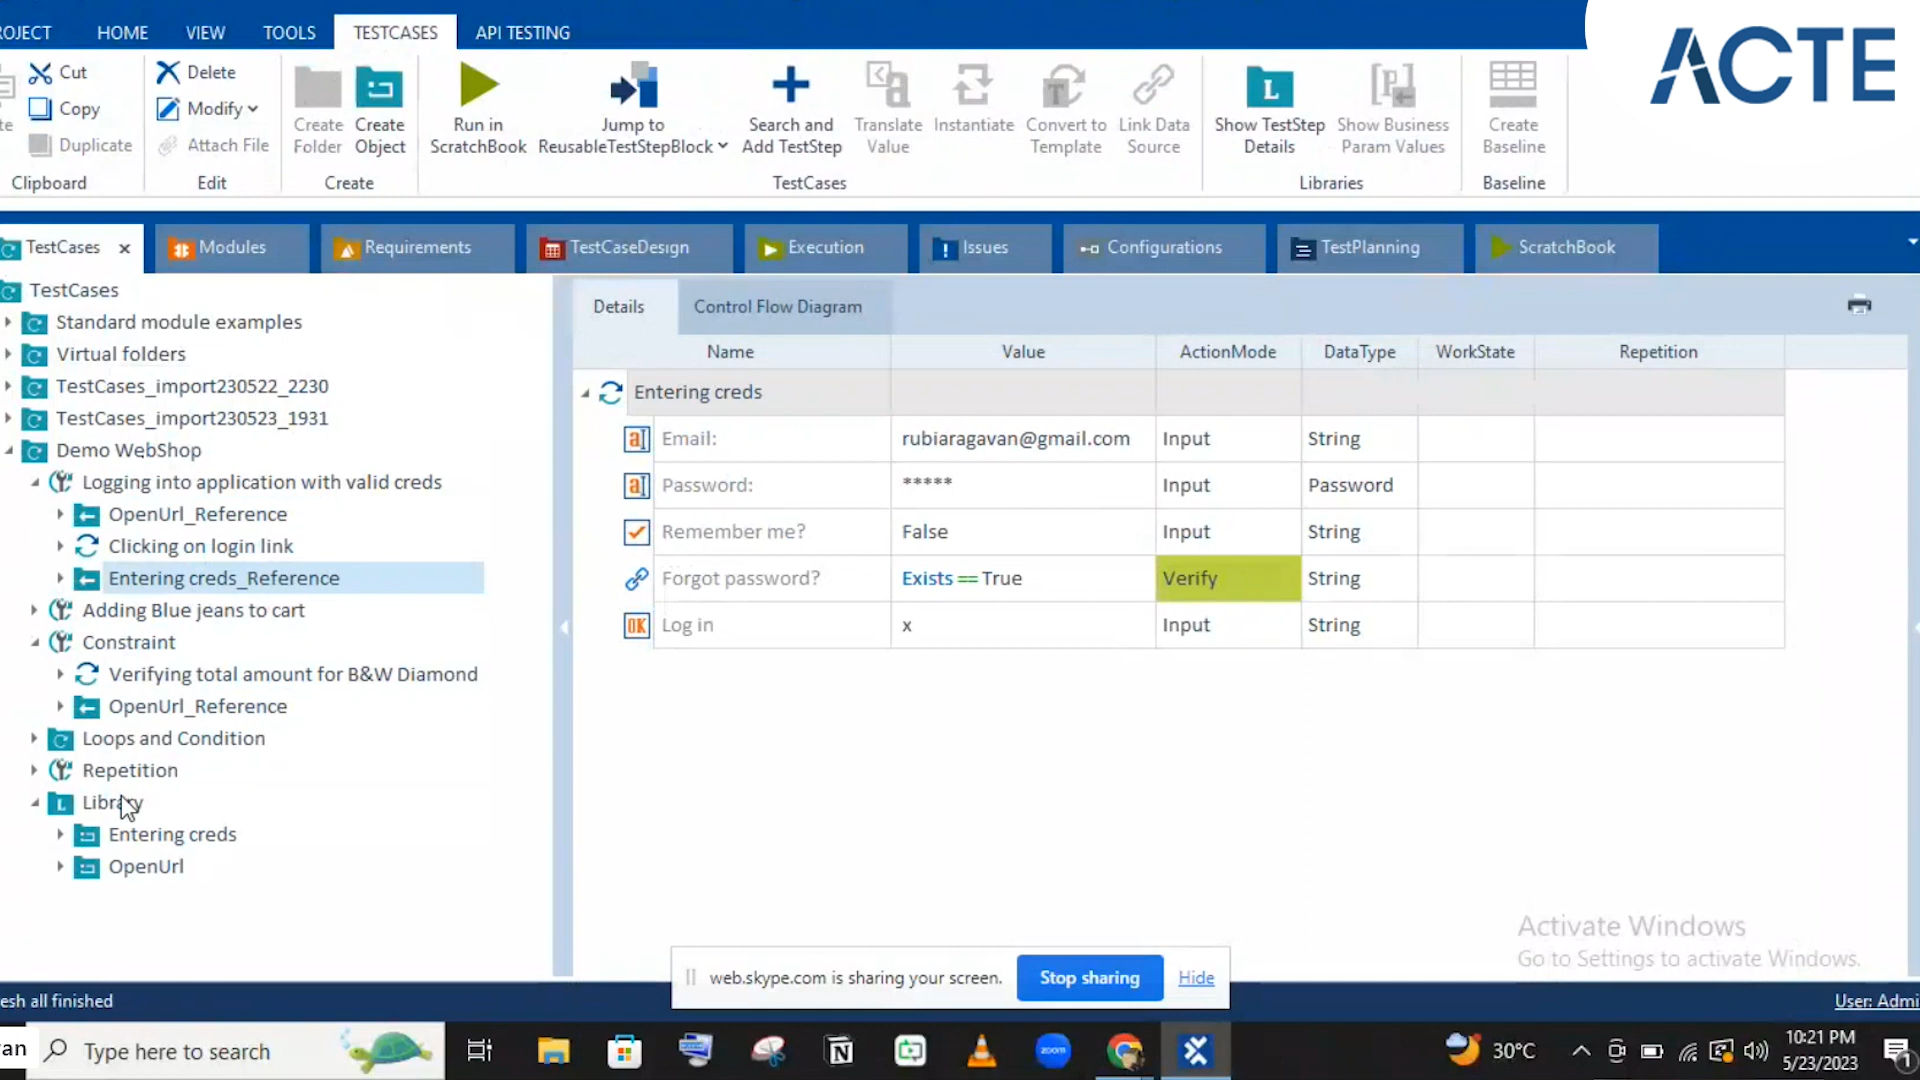 ROJECT HOME VIEW TOOLS TESTCASES API TESTING
ACTE
Cut Delete
Copy Modify
Duplicate Attach File
Create Folder
Create Object
Run in ScratchBook
Jump to ReusableTestStepBlock
Search and Add TestStep
Translate Value
Instantiate
Convert to Template
Link Data Source
Show TestStep Details
Show Business Param Values
Create Baseline
Clipboard Edit Create TestCases Libraries Baseline
TestCases × Modules Requirements TestCaseDesign Execution Issues Configurations TestPlanning ScratchBook
TestCases
Standard module examples
Virtual folders
TestCases_import230522_2230
TestCases_import230523_1931
Demo WebShop
Logging into application with valid creds
OpenUrl_Reference
Clicking on login link
Entering creds_Reference
Adding Blue jeans to cart
Constraint
Verifying total amount for B&W Diamond
OpenUrl_Reference
Loops and Condition
Repetition
Library
Entering creds
OpenUrl
Details Control Flow Diagram
Name Value ActionMode DataType WorkState Repetition
Entering creds
Email: rubiaragavan@gmail.com Input String
Password: ***** Input Password
Remember me? False Input String
Forgot password? Exists == True Verify String
Log in x Input String
Activate Windows
Go to Settings to activate Windows.
web.skype.com is sharing your screen. Stop sharing Hide
esh all finished User: Admi
van Type here to search zoom 30°C 10:21 PM
5/23/2023 1